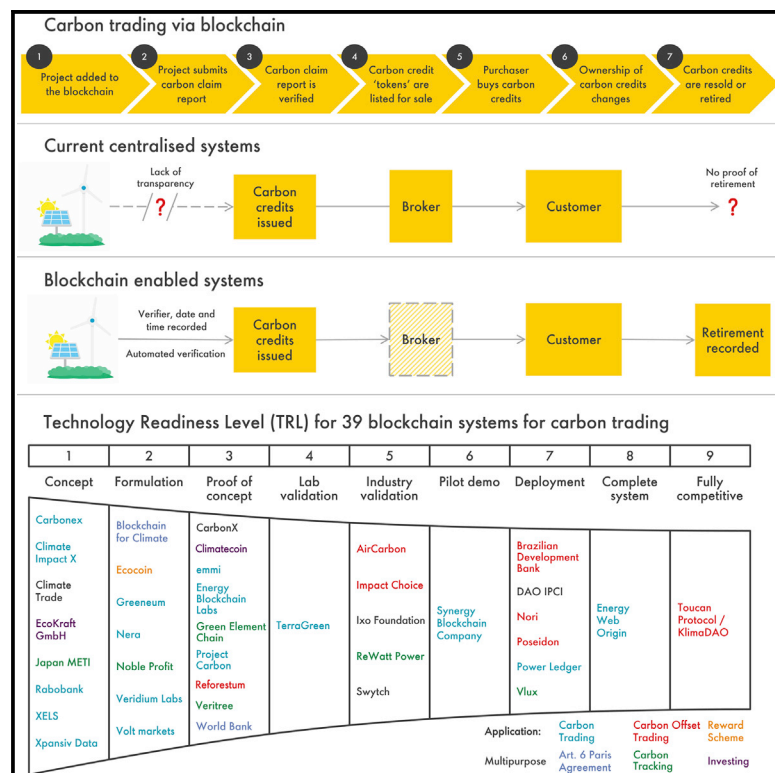 Carbon trading via blockchain
1
Project added to
the blockchain
2
Project submits
carbon claim
report
3
Carbon claim
report is
verified
4
Carbon credit
‘tokens’ are
listed for sale
5
Purchaser
buys carbon
credits
6
Ownership of
carbon credits
changes
7
Carbon credits
are resold or
retired
Current centralised systems
Lack of
transparency
?
Carbon
credits
issued
Broker
Customer
No proof of
retirement
?
Blockchain enabled systems
Verifier, date and
time recorded
Automated verification
Carbon
credits
issued
Broker
Customer
Retirement
recorded
Technology Readiness Level (TRL) for 39 blockchain systems for carbon trading
1
2
3
4
5
6
7
8
9
Concept
Formulation
Proof of
concept
Lab
validation
Industry
validation
Pilot demo
Deployment
Complete
system
Fully
competitive
Carbonex
Climate
Impact X
Climate
Trade
EcoKraft
GmbH
Japan METI
Rabobank
XELS
Xpansiv Data
Blockchain
for Climate
Ecocoin
Greeneum
Nera
Noble Profit
Veridium Labs
Volt markets
CarbonX
Climatecoin
emmi
Energy
Blockchain
Labs
Green Element
Chain
Project
Carbon
Reforestum
Veritree
World Bank
TerraGreen
AirCarbon
Impact Choice
Ixo Foundation
ReWatt Power
Swytch
Synergy
Blockchain
Company
Brazilian
Development
Bank
DAO IPCI
Nori
Poseidon
Power Ledger
Vlux
Energy
Web
Origin
Toucan
Protocol /
KlimaDAO
Application:
Carbon
Trading
Carbon Offset
Trading
Reward
Scheme
Multipurpose
Art. 6 Paris
Agreement
Carbon
Tracking
Investing